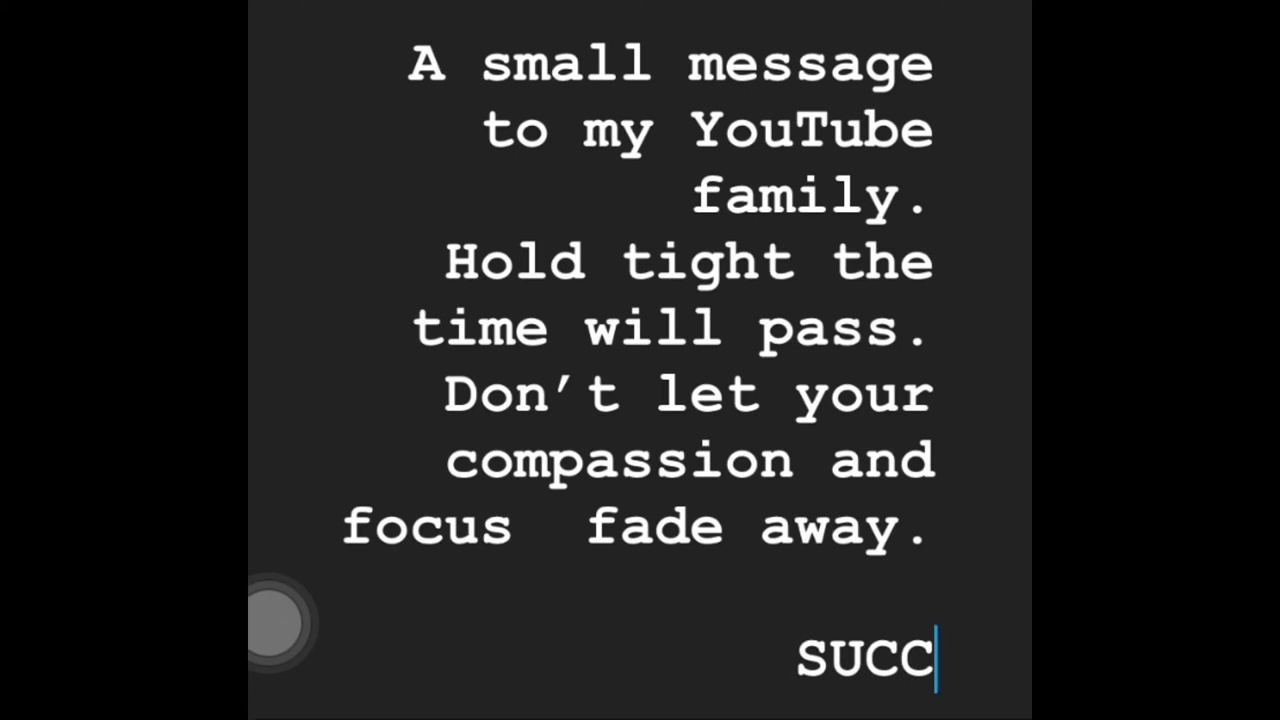 A small message
to my YouTube
family.
Hold tight the
time will pass.
Don’t let your
compassion and
focus  fade away.
SUCC